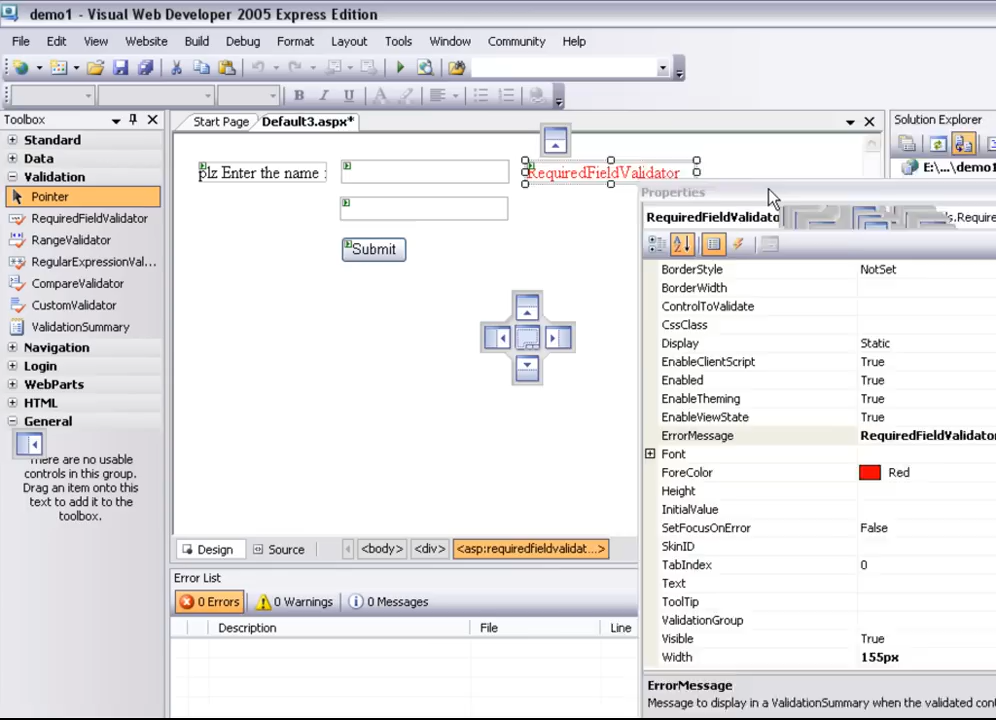 demo1 - Visual Web Developer 2005 Express Edition
File Edit View Website Build Debug Format Layout Tools Window Community Help
B I U A
Toolbox
Start Page Default3.aspx*
Solution Explorer
Standard
Data
Validation
Pointer
RequiredFieldValidator
RangeValidator
RegularExpressionVal...
CompareValidator
CustomValidator
ValidationSummary
Navigation
Login
WebParts
HTML
General
There are no usable
controls in this group.
Drag an item onto this
text to add it to the
toolbox.
plz Enter the name :
RequiredFieldValidator
Submit
E:\...\demo1
Properties
RequiredFieldValidato
s.Require
BorderStyle NotSet
BorderWidth
ControlToValidate
CssClass
Display Static
EnableClientScript True
Enabled True
EnableTheming True
EnableViewState True
ErrorMessage RequiredFieldValidator
Font
ForeColor Red
Height
InitialValue
SetFocusOnError False
SkinID
TabIndex 0
Text
ToolTip
ValidationGroup
Visible True
Width 155px
ErrorMessage
Message to display in a ValidationSummary when the validated cont
Design Source <body> <div> <asp:requiredfieldvalidat...>
Error List
0 Errors 0 Warnings 0 Messages
Description File Line